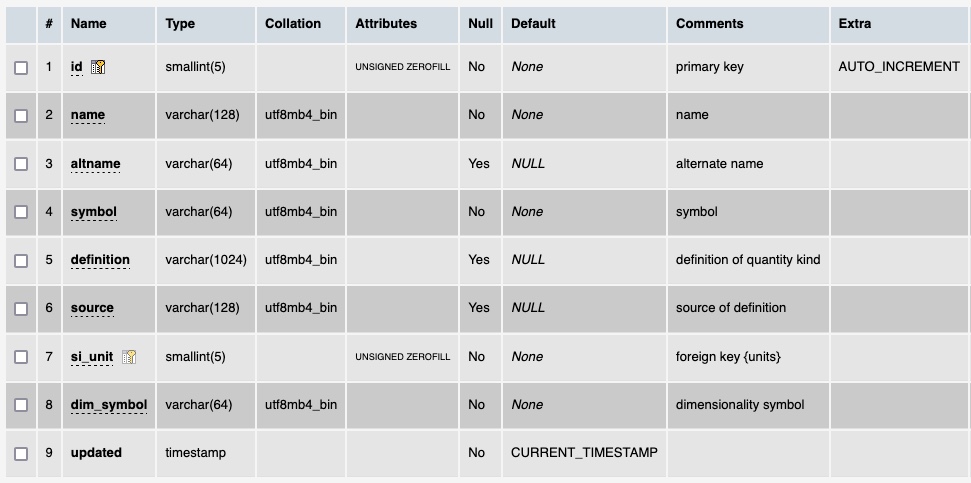 # Name Type Collation Attributes Null Default Comments Extra
1 id smallint(5) UNSIGNED ZEROFILL No None primary key AUTO_INCREMENT
2 name varchar(128) utf8mb4_bin No None name
3 altname varchar(64) utf8mb4_bin Yes NULL alternate name
4 symbol varchar(64) utf8mb4_bin No None symbol
5 definition varchar(1024) utf8mb4_bin Yes NULL definition of quantity kind
6 source varchar(128) utf8mb4_bin Yes NULL source of definition
7 si_unit smallint(5) UNSIGNED ZEROFILL No None foreign key {units}
8 dim_symbol varchar(64) utf8mb4_bin No None dimensionality symbol
9 updated timestamp No CURRENT_TIMESTAMP